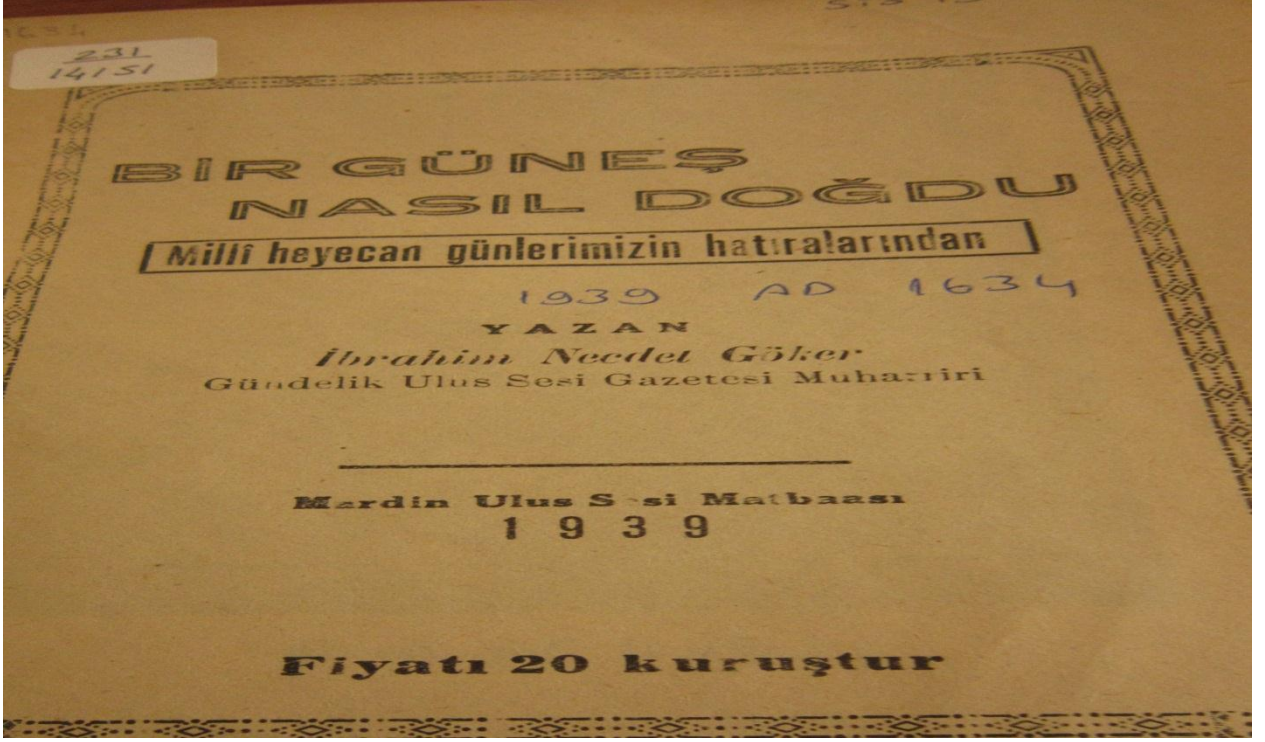 1634
231
14151
BİR GÜNEŞ
NASIL DOĞDU
Millî heyecan günlerimizin hatıralarından
1939 AD 1634
YAZAN
İbrahim Necdet Göker
Gündelik Ulus Sesi Gazetesi Muharriri
Mardin Ulus Sesi Matbaası
1939
Fiyatı 20 kuruştur